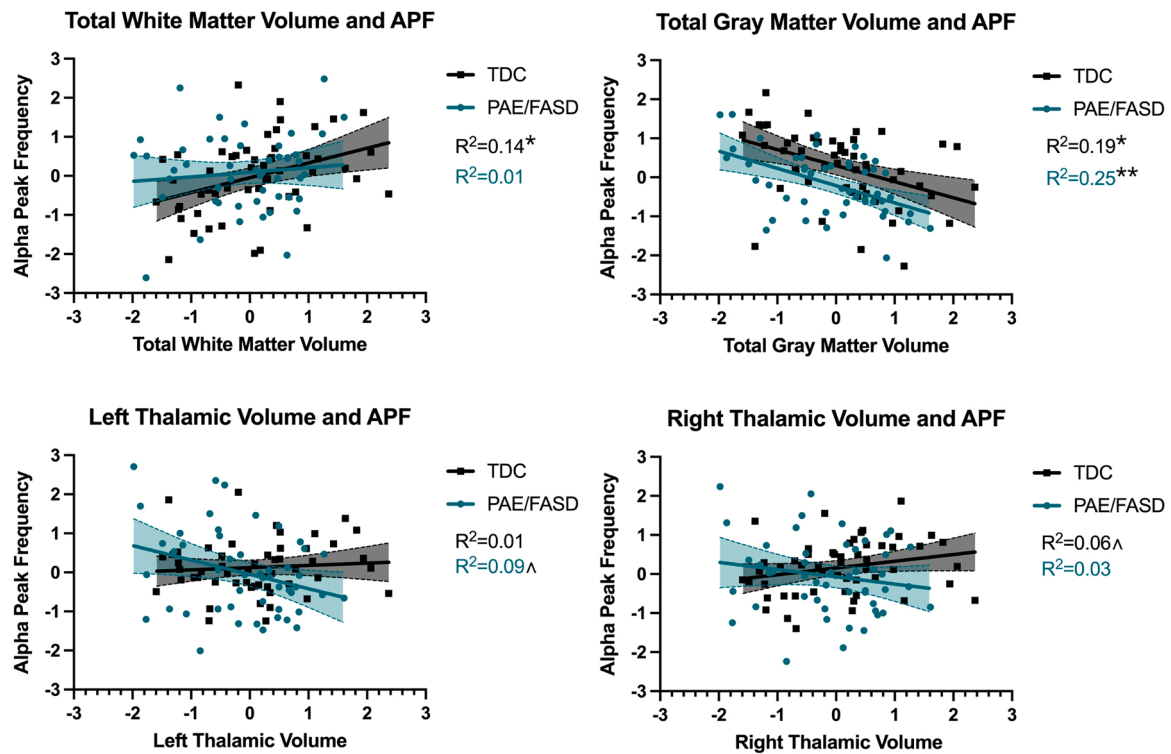 Total White Matter Volume and APF
Alpha Peak Frequency
3
2
1
0
-1
-2
-3
-3 -2 -1 0 1 2 3
Total White Matter Volume
TDC
PAE/FASD
R²=0.14*
R²=0.01
Total Gray Matter Volume and APF
Alpha Peak Frequency
3
2
1
0
-1
-2
-3
-3 -2 -1 0 1 2 3
Total Gray Matter Volume
TDC
PAE/FASD
R²=0.19*
R²=0.25**
Left Thalamic Volume and APF
Alpha Peak Frequency
3
2
1
0
-1
-2
-3
-3 -2 -1 0 1 2 3
Left Thalamic Volume
TDC
PAE/FASD
R²=0.01
R²=0.09^
Right Thalamic Volume and APF
Alpha Peak Frequency
3
2
1
0
-1
-2
-3
-3 -2 -1 0 1 2 3
Right Thalamic Volume
TDC
PAE/FASD
R²=0.06^
R²=0.03